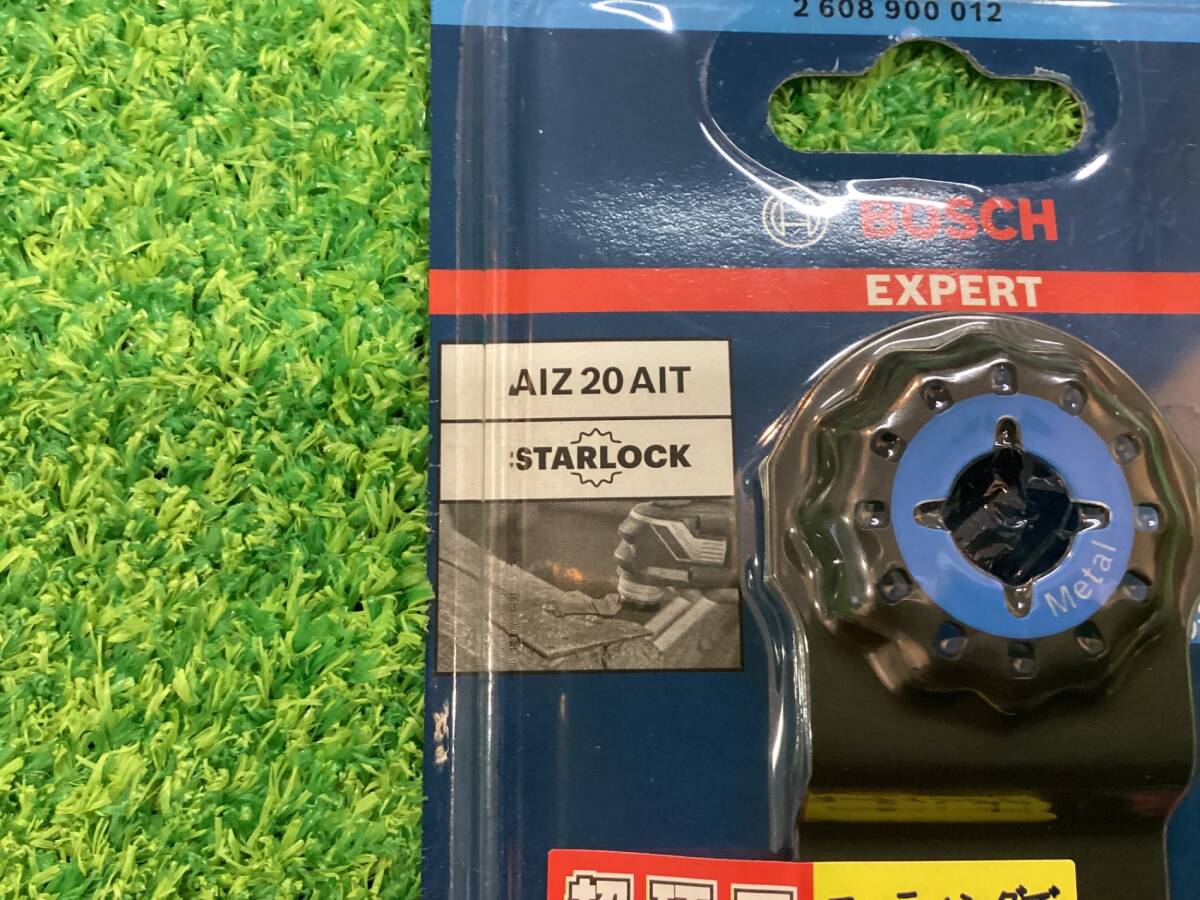 2 608 900 012
BOSCH
EXPERT
AIZ 20 AIT
STARLOCK
Metal